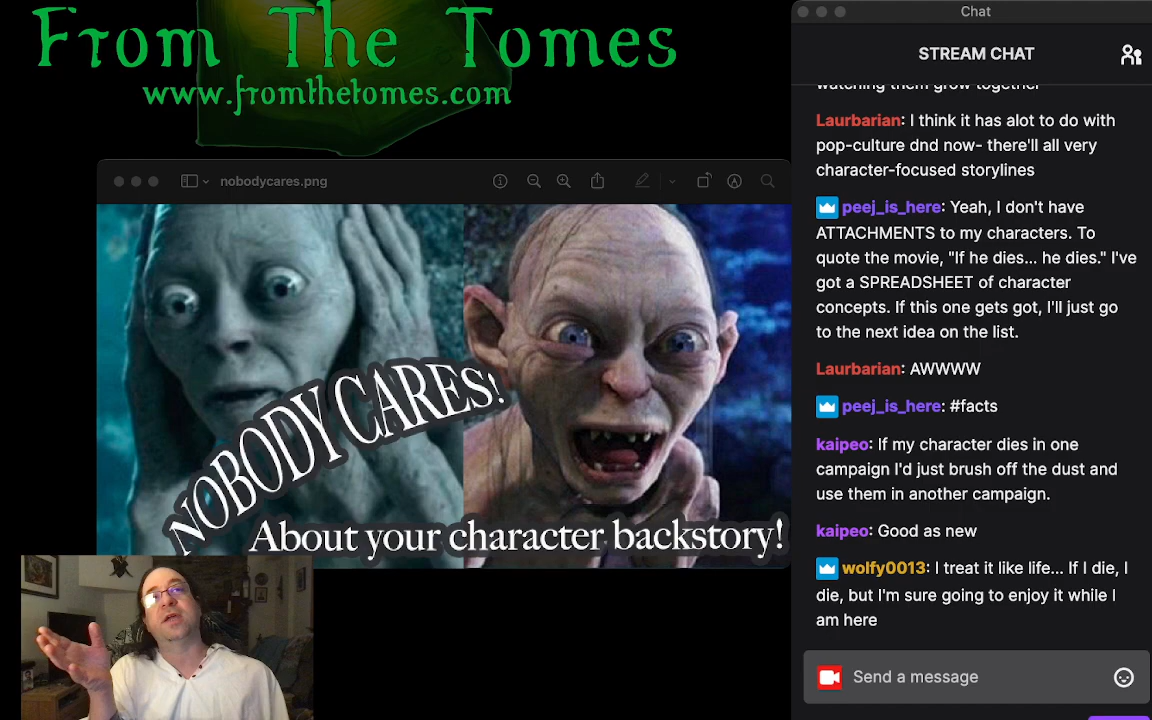 From The Tomes
www.fromthetomes.com
nobodycares.png
NOBODY CARES!
About your character backstory!
Chat
STREAM CHAT
watching them grow together
Laurbarian: I think it has alot to do with
pop-culture dnd now- there'll all very
character-focused storylines
peej_is_here: Yeah, I don't have
ATTACHMENTS to my characters. To
quote the movie, "If he dies... he dies." I've
got a SPREADSHEET of character
concepts. If this one gets got, I'll just go
to the next idea on the list.
Laurbarian: AWWWW
peej_is_here: #facts
kaipeo: If my character dies in one
campaign I'd just brush off the dust and
use them in another campaign.
kaipeo: Good as new
wolfy0013: I treat it like life... If I die, I
die, but I'm sure going to enjoy it while I
am here
Send a message